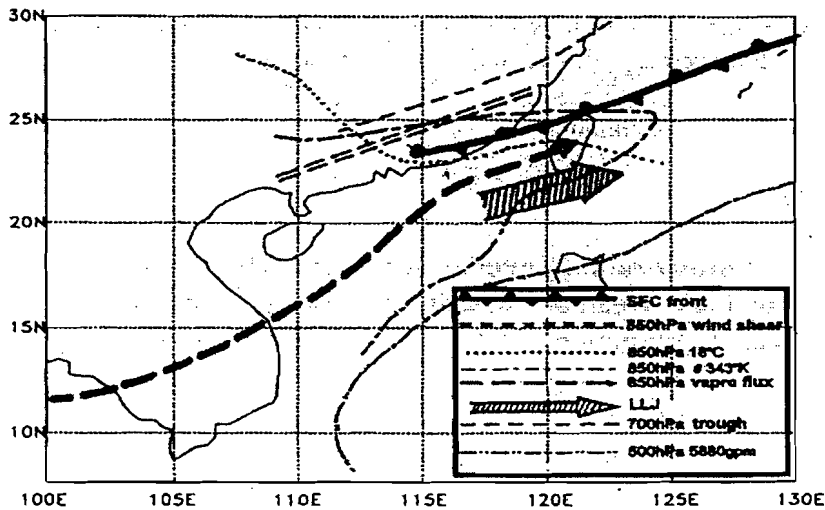 30N
25N
20N
15N
10N
100E 105E 110E 115E 120E 125E 130E
SFC front
850hPa wind shear
850hPa 18°C
850hPa θ 343°K
850hPa vapro flux
LLJ
700hPa trough
500hPa 5880gpm